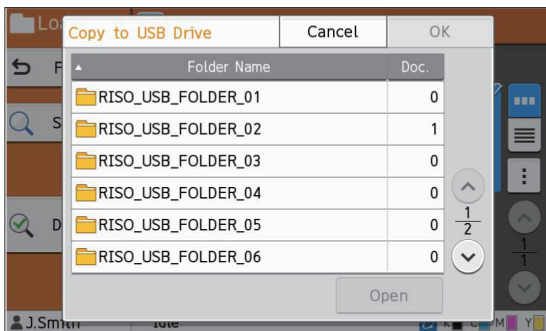 Lo
Copy to USB Drive Cancel OK
F
Folder Name Doc.
RISO_USB_FOLDER_01 0
S
RISO_USB_FOLDER_02 1
RISO_USB_FOLDER_03 0
RISO_USB_FOLDER_04 0
D
RISO_USB_FOLDER_05 0
1
2
RISO_USB_FOLDER_06 0
1
1
Open
J.Smith Idle K C M Y